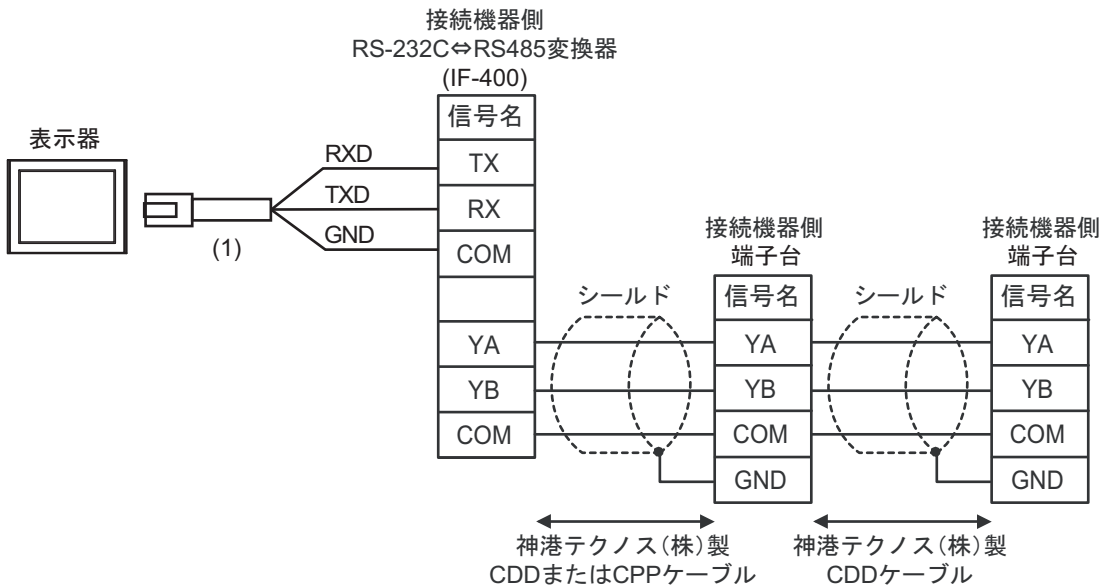 接続機器側
RS-232C⇔RS485変換器
(IF-400)
信号名
表示器
RXD
TX
TXD
RX
(1)
GND
COM
YA
YB
COM
シールド
接続機器側
端子台
信号名
YA
YB
COM
GND
シールド
接続機器側
端子台
信号名
YA
YB
COM
GND
神港テクノス(株)製
CDDまたはCPPケーブル
神港テクノス(株)製
CDDケーブル